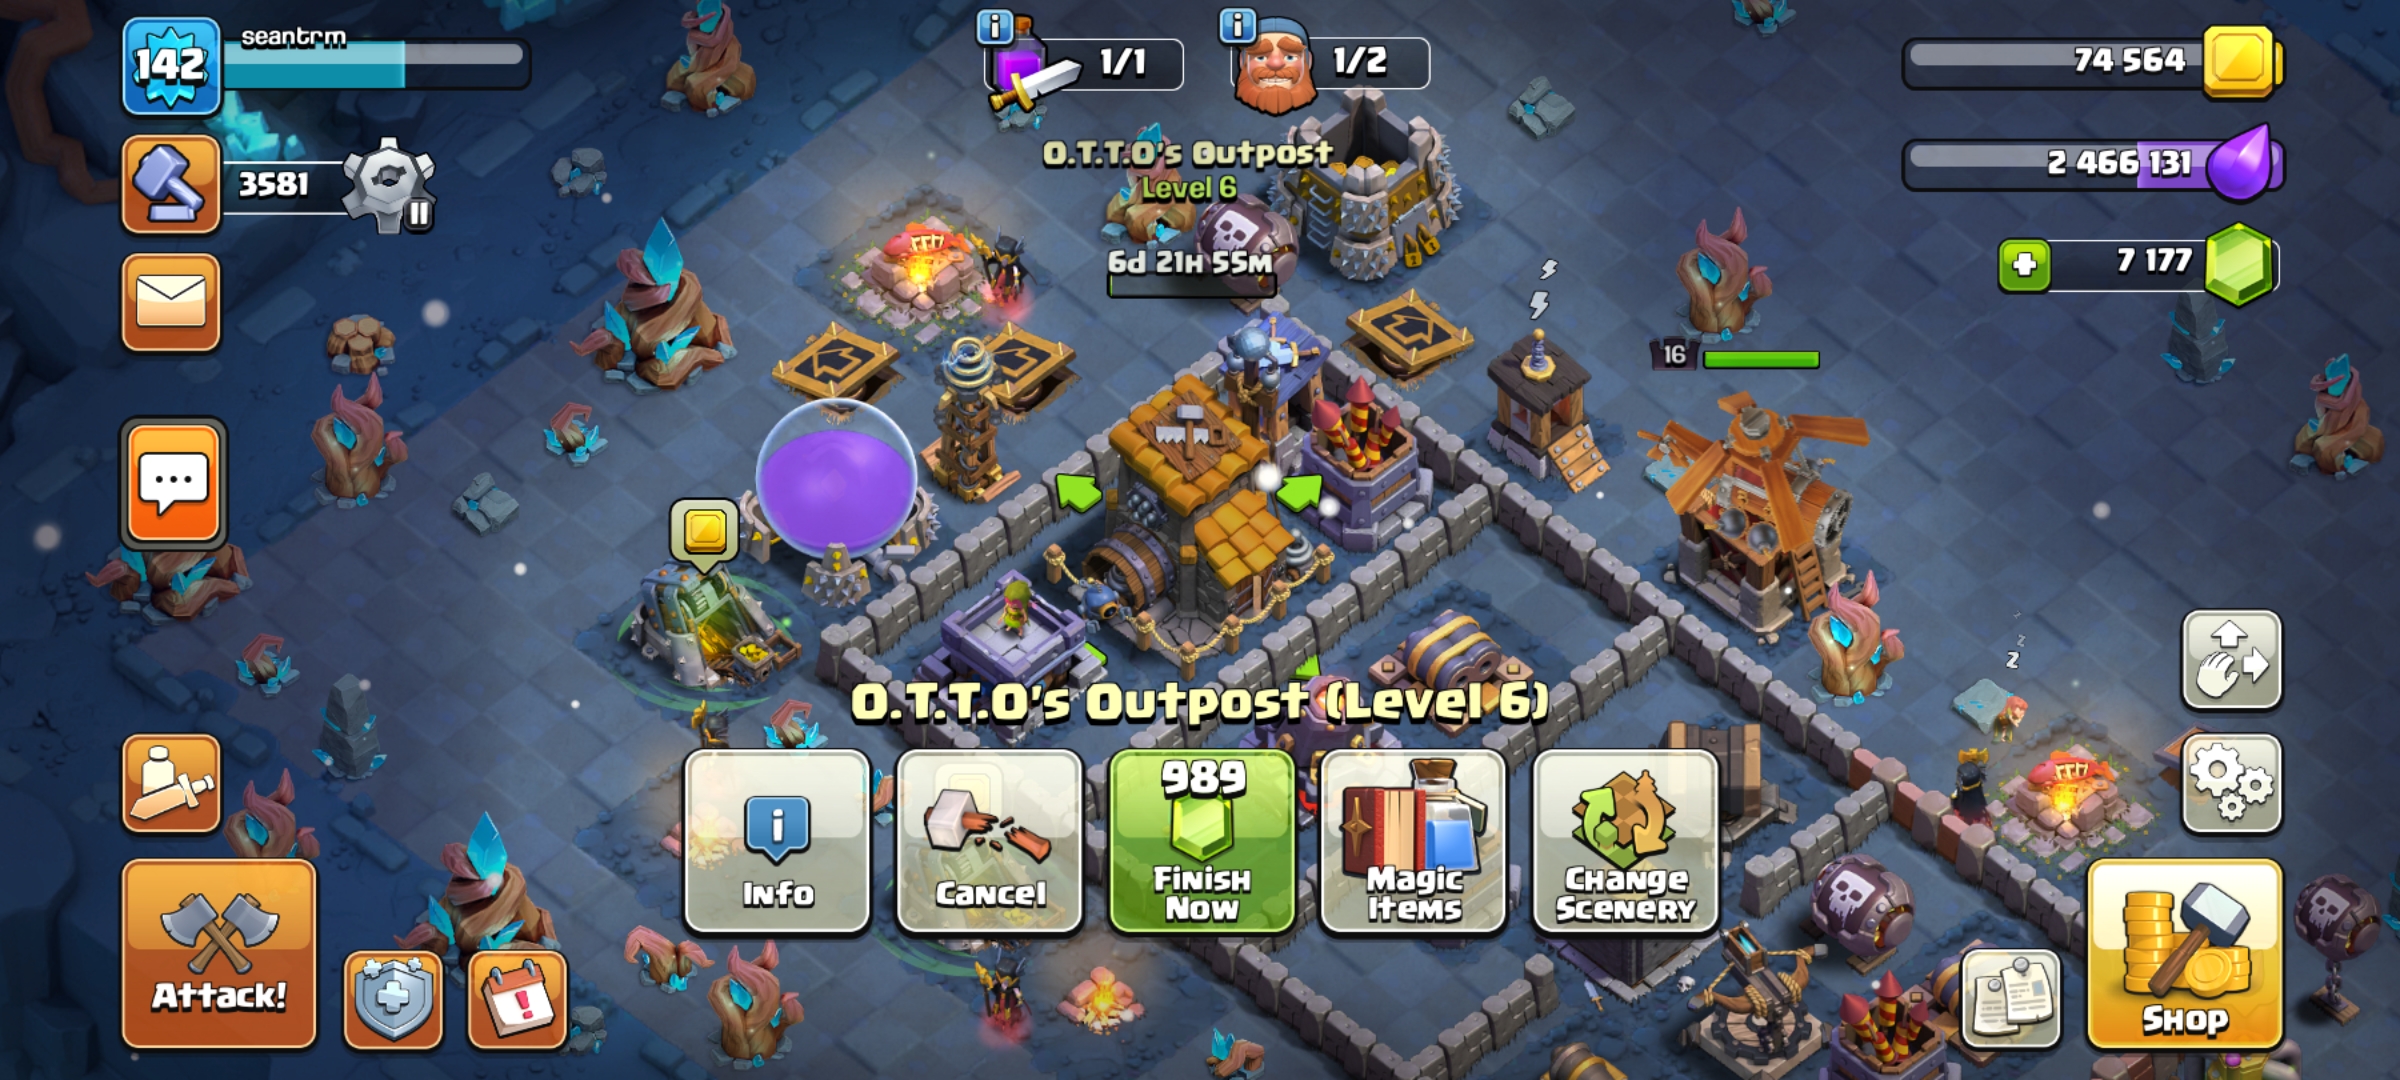 142
seantrm
1/1
1/2
74 564
3581
O.T.T.O's Outpost
Level 6
2 466 131
6d 21H 55M
7 177
16
z
z
z
O.T.T.O's Outpost (Level 6)
Info
Cancel
989
Finish
Now
Magic
Items
Change
Scenery
Attack!
Shop